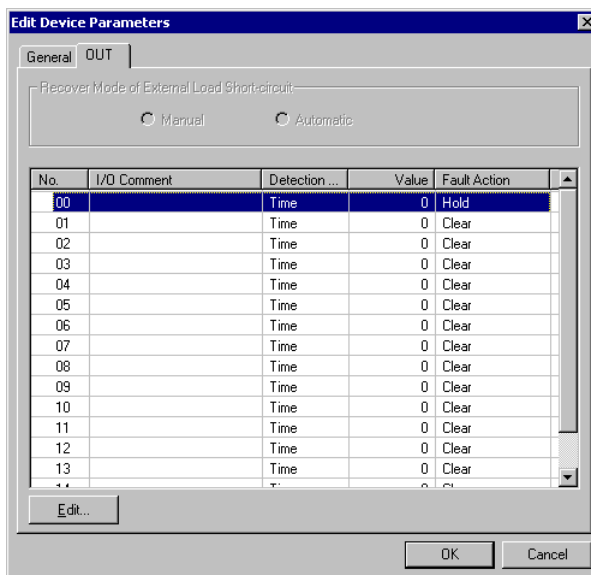 Edit Device Parameters
General OUT
Recover Mode of External Load Short-circuit
Manual Automatic
No. I/O Comment Detection ... Value Fault Action
00 Time 0 Hold
01 Time 0 Clear
02 Time 0 Clear
03 Time 0 Clear
04 Time 0 Clear
05 Time 0 Clear
06 Time 0 Clear
07 Time 0 Clear
08 Time 0 Clear
09 Time 0 Clear
10 Time 0 Clear
11 Time 0 Clear
12 Time 0 Clear
13 Time 0 Clear
Edit...
OK Cancel